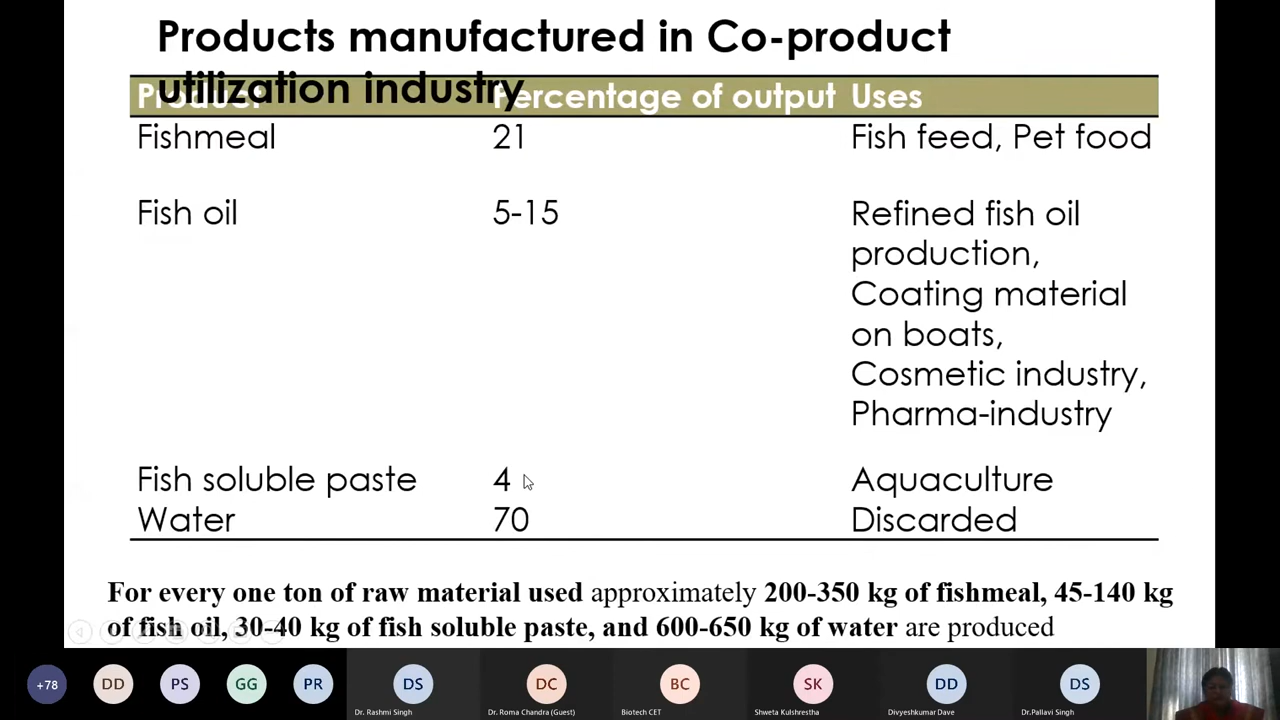 Products manufactured in Co-product
utilization industry
Product Percentage of output Uses
Fishmeal 21 Fish feed, Pet food
Fish oil 5-15 Refined fish oil
production,
Coating material
on boats,
Cosmetic industry,
Pharma-industry
Fish soluble paste 4 Aquaculture
Water 70 Discarded
For every one ton of raw material used approximately 200-350 kg of fishmeal, 45-140 kg
of fish oil, 30-40 kg of fish soluble paste, and 600-650 kg of water are produced
+78 DD PS GG PR DS DC BC SK DD DS
Dr. Rashmi Singh Dr. Roma Chandra (Guest) Biotech CET Shweta Kulshrestha Divyeshkumar Dave Dr.Pallavi Singh